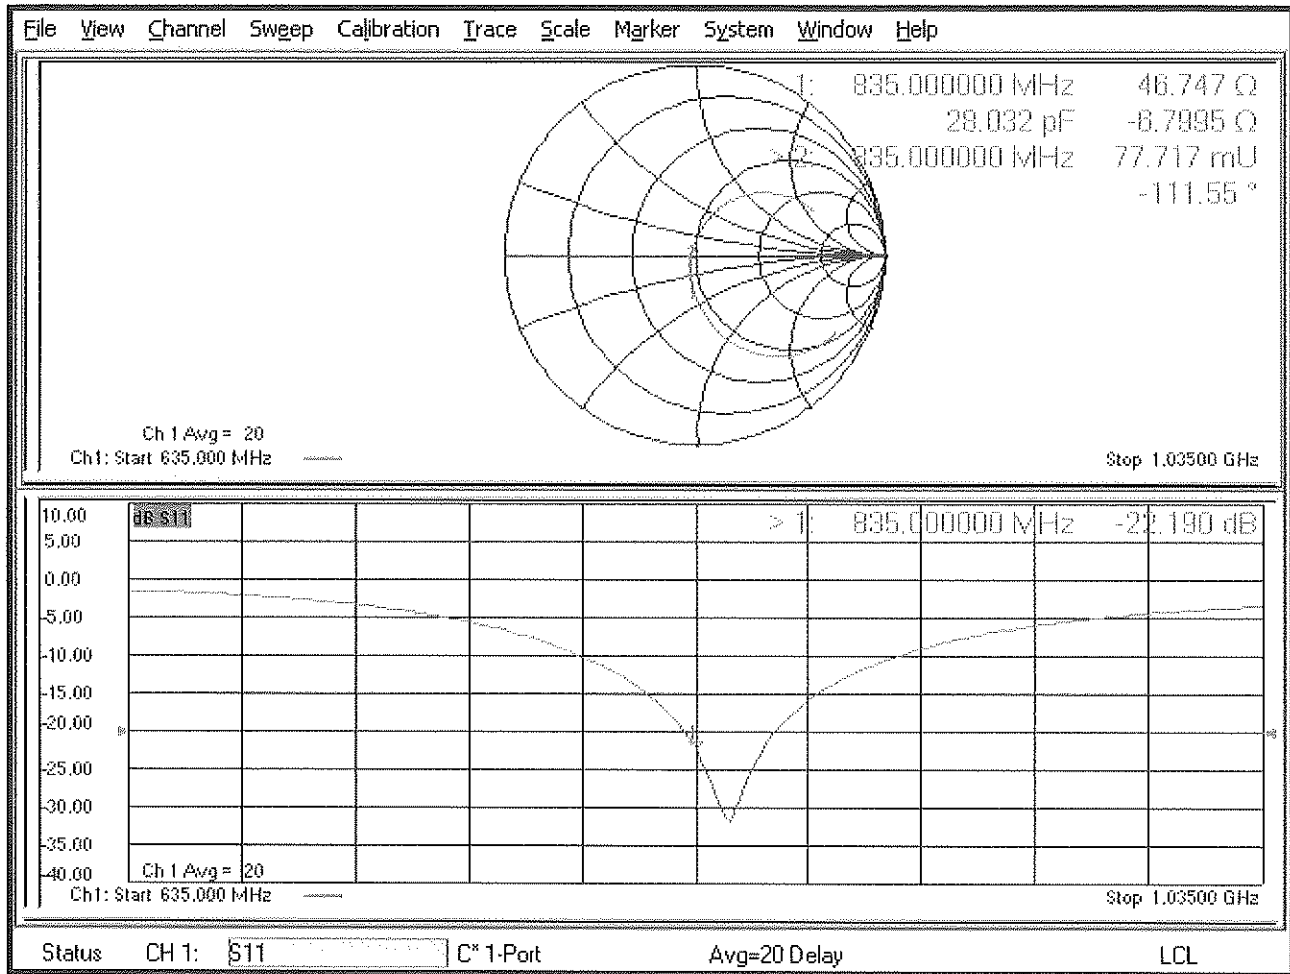 File View Channel Sweep Calibration Trace Scale Marker System Window Help
1: 835.000000 MHz 46.747 Ω
28.032 pF -6.7995 Ω
> 2: 835.000000 MHz 77.717 mU
-111.55 °
Ch 1 Avg = 20
Ch1: Start 635.000 MHz
Stop 1.03500 GHz
10.00
dB S11
> 1: 835.000000 MHz -22.190 dB
5.00
0.00
-5.00
-10.00
-15.00
-20.00
-25.00
-30.00
-35.00
-40.00
Ch 1 Avg = 20
Ch1: Start 635.000 MHz
Stop 1.03500 GHz
Status CH 1: S11 C* 1-Port Avg=20 Delay LCL